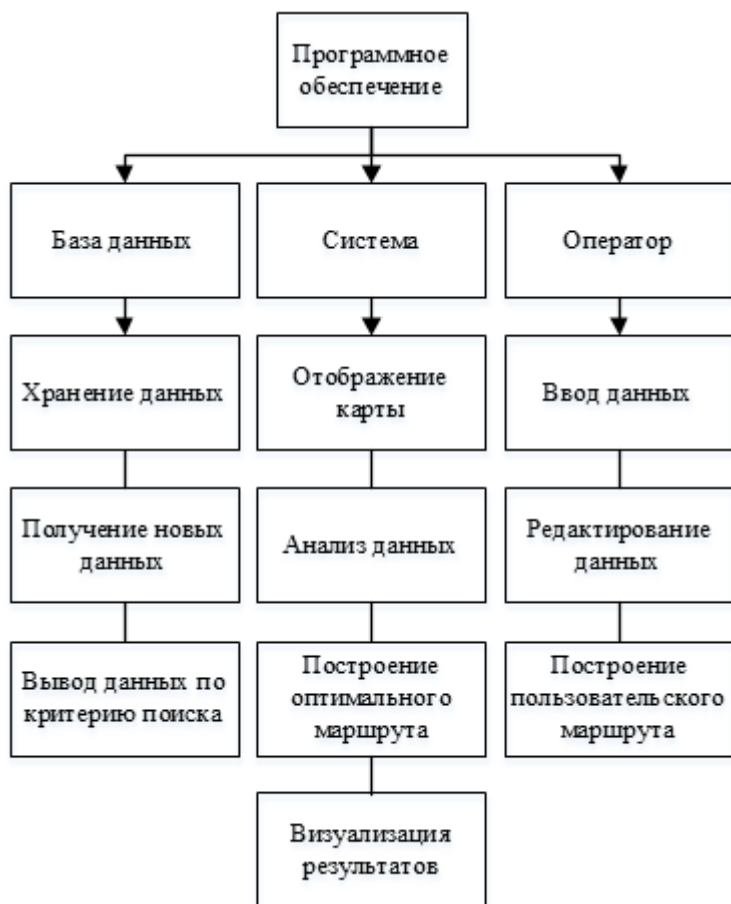 Программное
обеспечение
База данных
Система
Оператор
Хранение данных
Отображение
карты
Ввод данных
Получение новых
данных
Анализ данных
Редактирование
данных
Вывод данных по
критерию поиска
Построение
оптимального
маршрута
Построение
пользовательского
маршрута
Визуализация
результатов